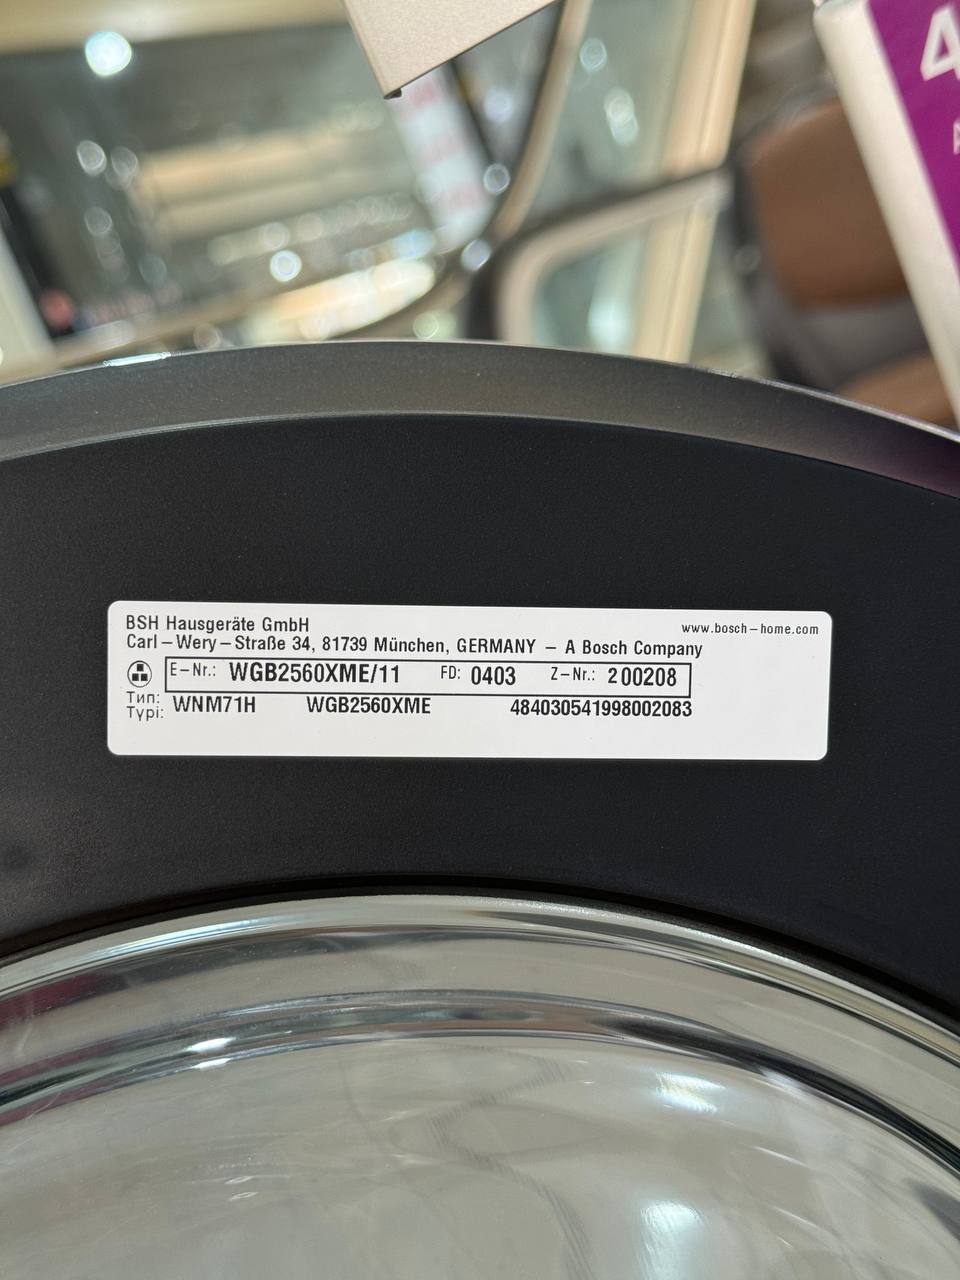 4
BSH Hausgeräte GmbH
www.bosch-home.com
Carl-Wery-Straße 34, 81739 München, GERMANY - A Bosch Company
E-Nr.: WGB2560XME/11 FD: 0403 Z-Nr.: 200208
Тип: WNM71H WGB2560XME 484030541998002083
Typi: